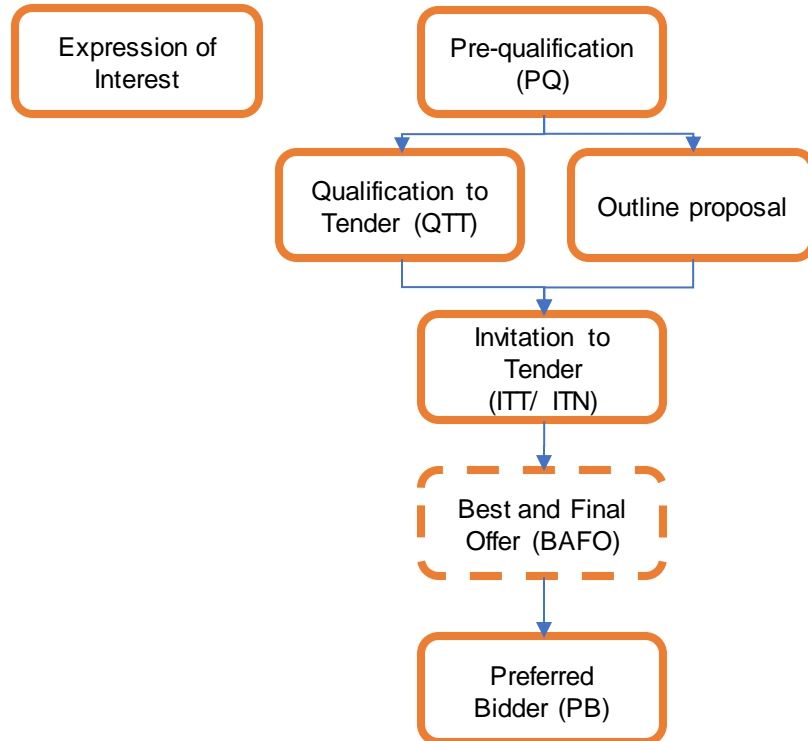 Expression of
Interest
Pre-qualification
(PQ)
Qualification to
Tender (QTT)
Outline proposal
Invitation to
Tender
(ITT/ ITN)
Best and Final
Offer (BAFO)
Preferred
Bidder (PB)